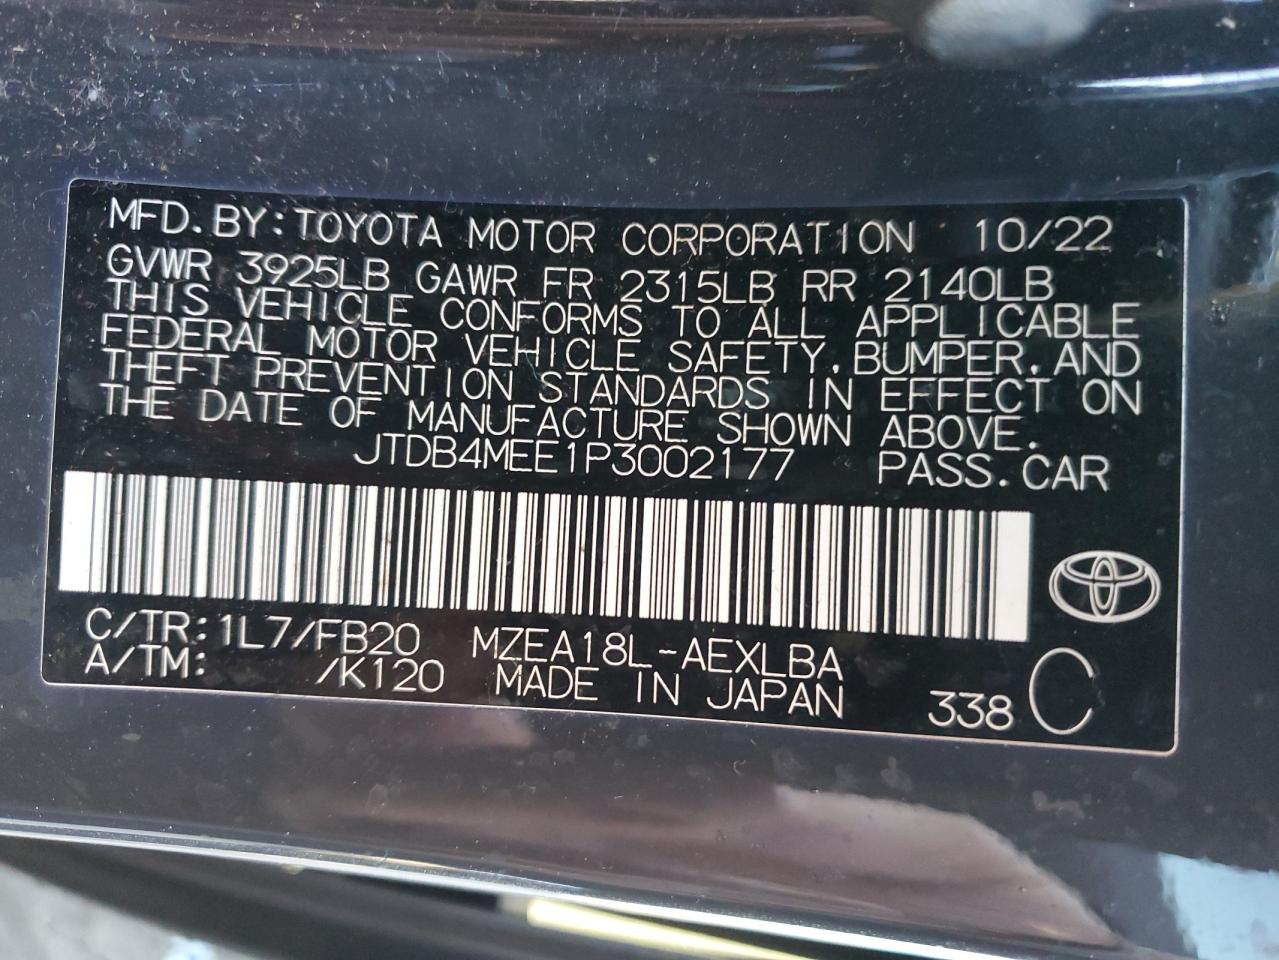 MFD. BY: TOYOTA MOTOR CORPORATION 10/22
GVWR 3925LB GAWR FR 2315LB RR 2140LB
THIS VEHICLE CONFORMS TO ALL APPLICABLE
FEDERAL MOTOR VEHICLE SAFETY, BUMPER, AND
THEFT PREVENTION STANDARDS IN EFFECT ON
THE DATE OF MANUFACTURE SHOWN ABOVE.
JTDB4MEE1P3002177 PASS. CAR
C/TR: 1L7/FB20 MZEA18L-AEXLBA
A/TM: /K120 MADE IN JAPAN 338 C